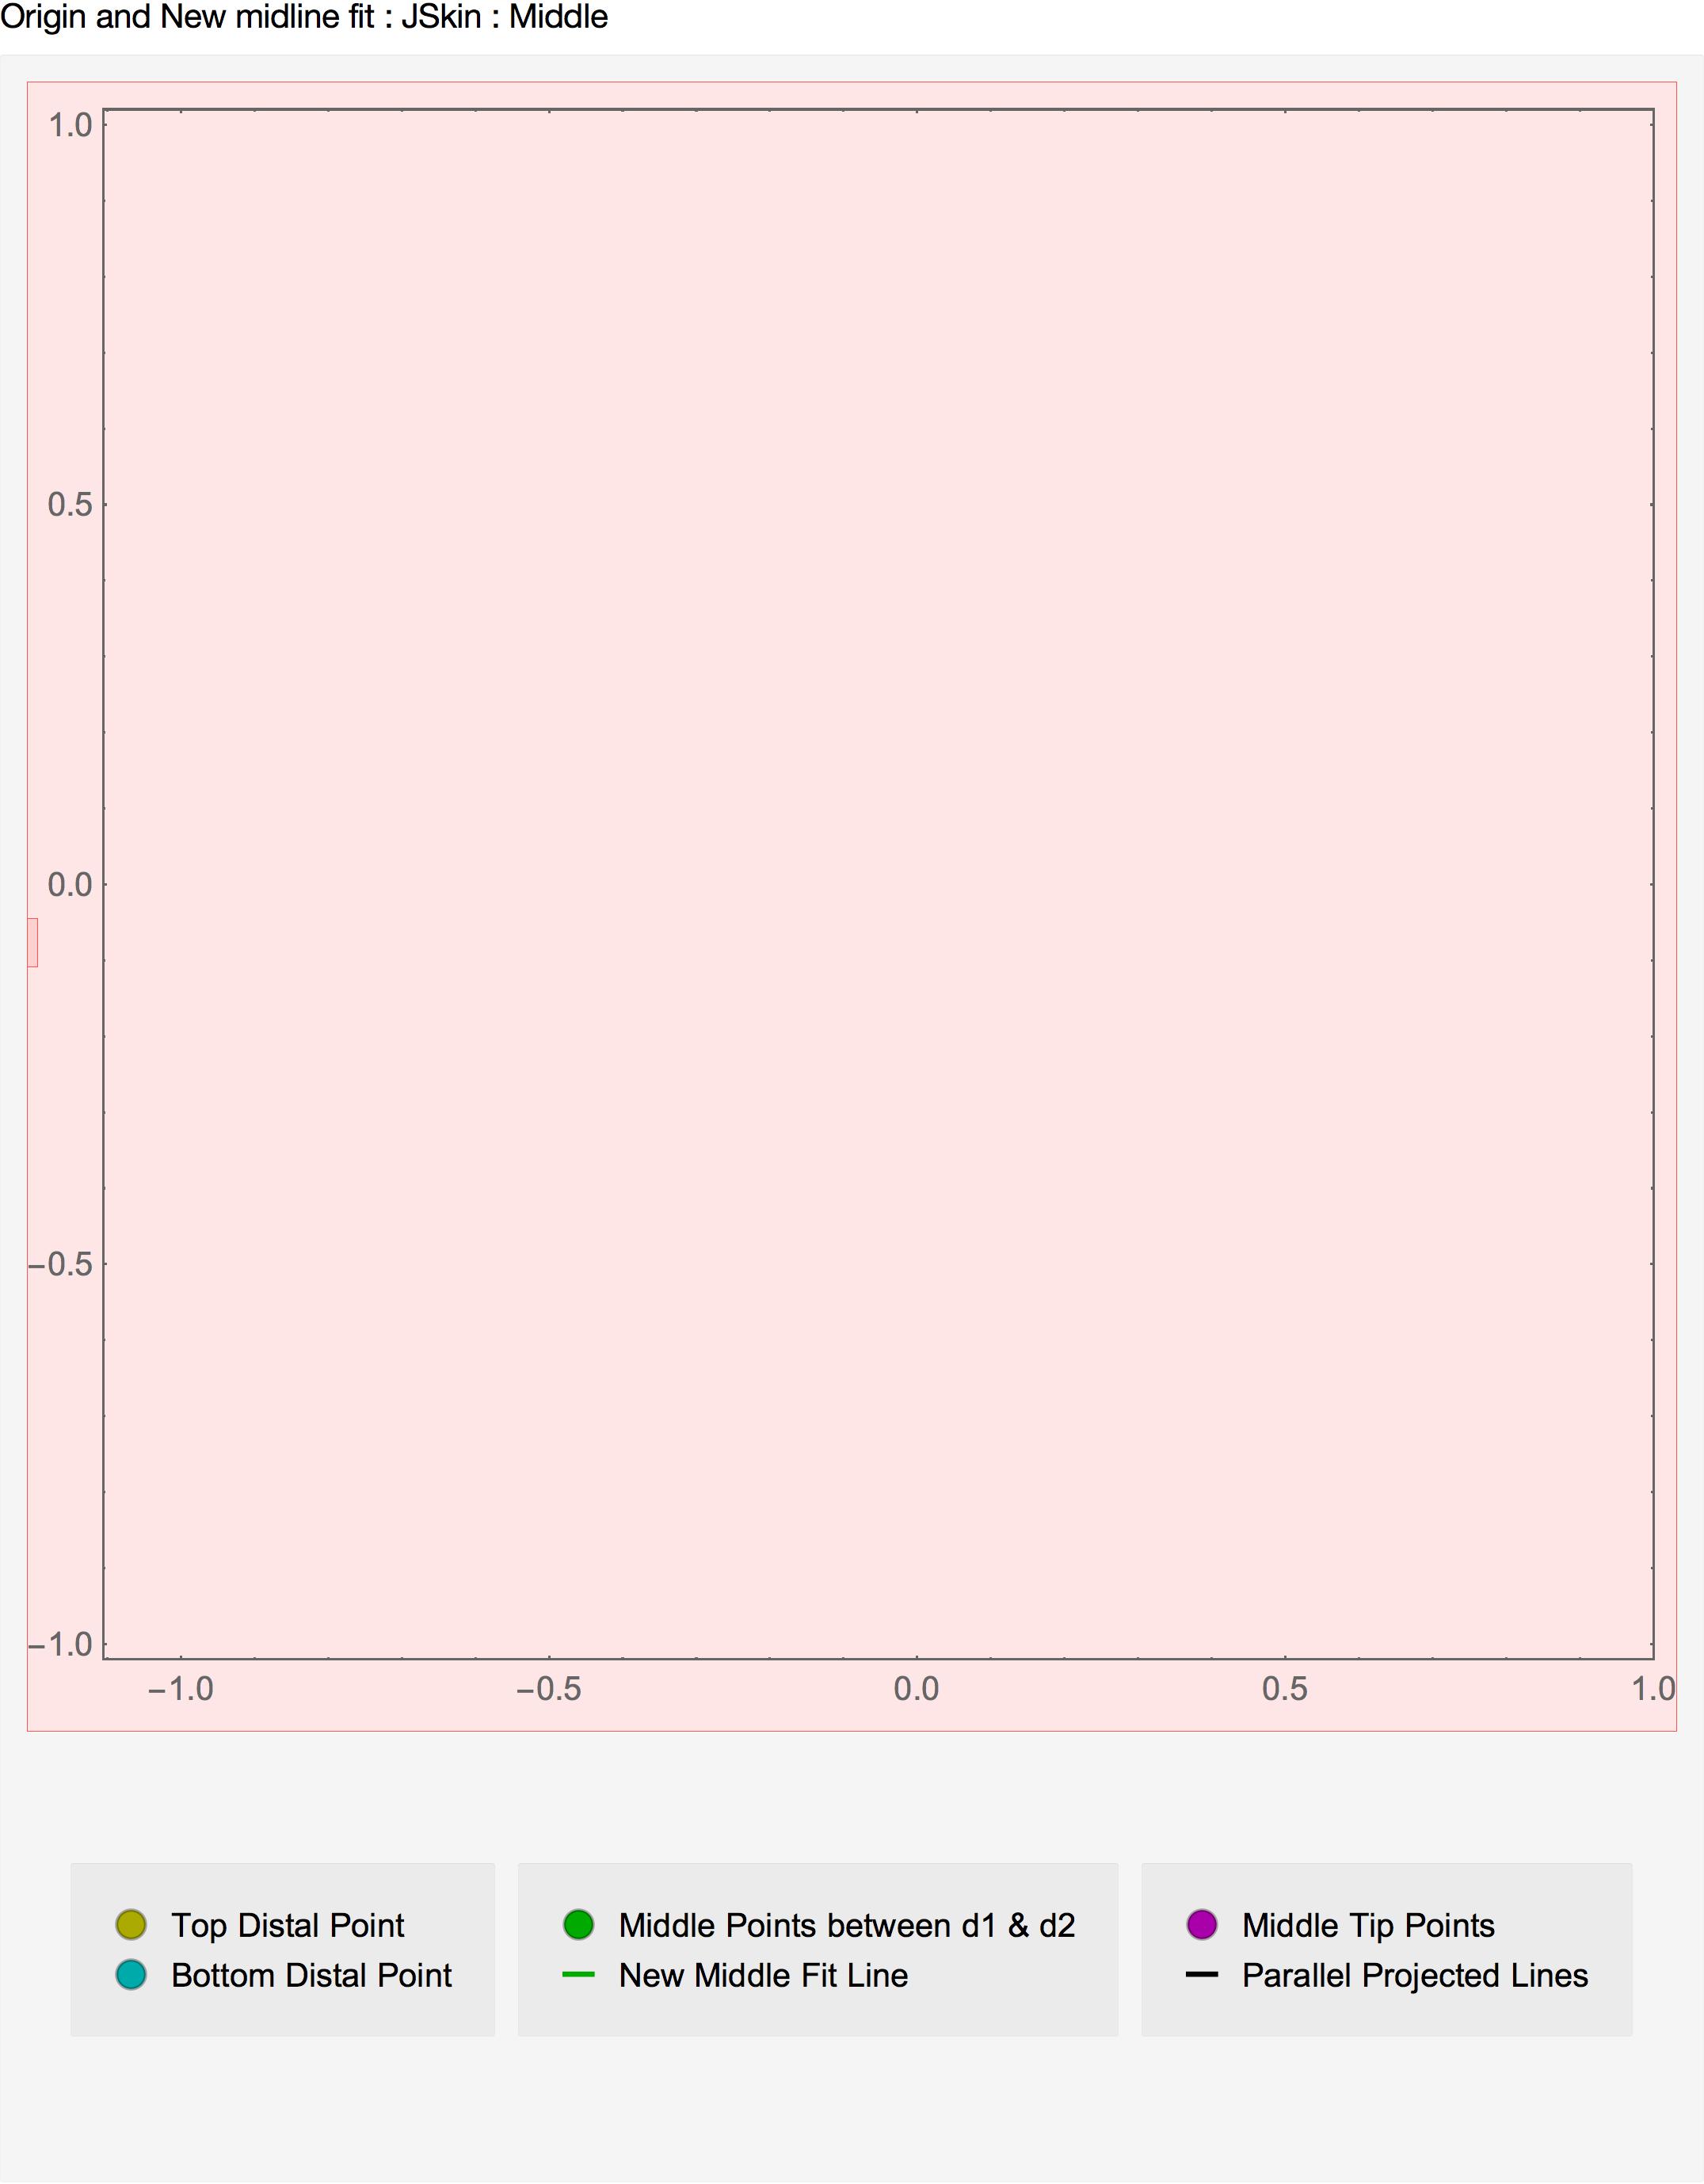 Origin and New midline fit : JSkin : Middle
1.0
0.5
0.0
−0.5
−1.0
−1.0 −0.5 0.0 0.5 1.0
Top Distal Point
Bottom Distal Point
Middle Points between d1 & d2
New Middle Fit Line
Middle Tip Points
Parallel Projected Lines